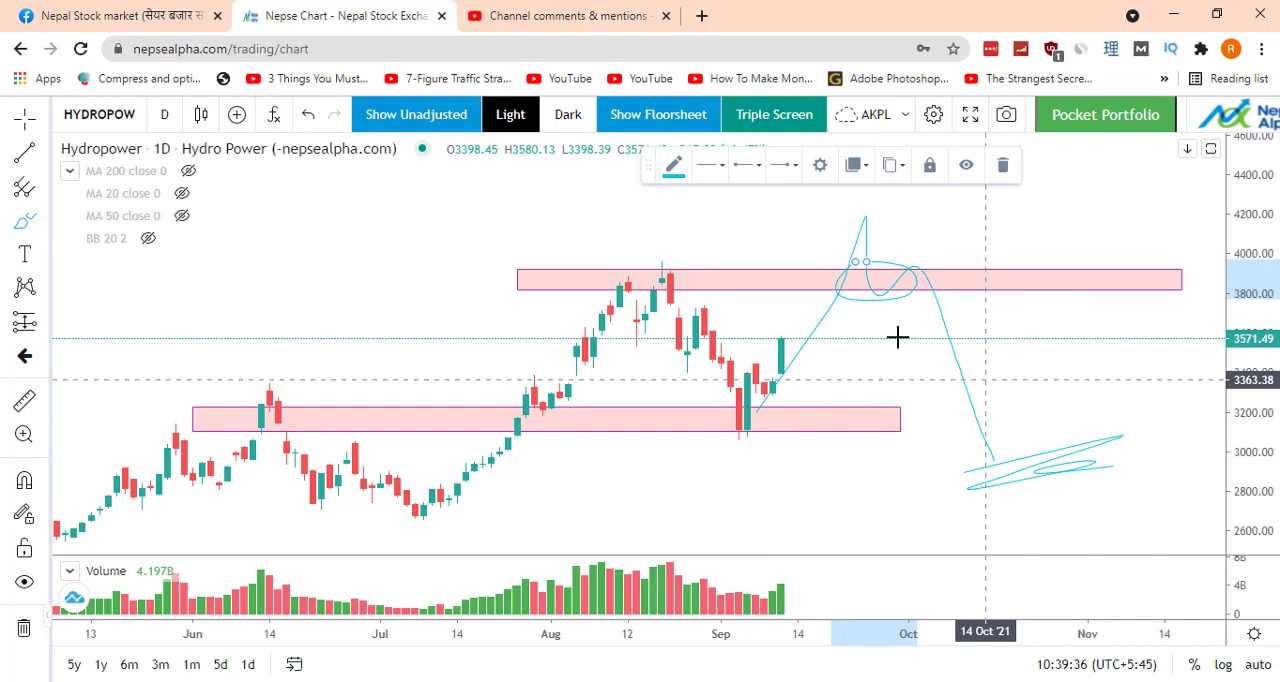 Nepal Stock market (सेयर बजार स
Nepse Chart - Nepal Stock Excha
Channel comments & mentions -
nepsealpha.com/trading/chart
Apps
Compress and opti...
3 Things You Must...
7-Figure Traffic Stra...
YouTube
YouTube
How To Make Mon...
Adobe Photoshop...
The Strangest Secre...
»
Reading list
HYDROPOW
D
Show Unadjusted
Light
Dark
Show Floorsheet
Triple Screen
AKPL
Pocket Portfolio
Hydropower · 1D · Hydro Power (-nepsealpha.com)
O3398.45 H3580.13 L3398.39
MA 200 close 0
MA 20 close 0
MA 50 close 0
BB 20 2
4400.00
4200.00
4000.00
3800.00
3571.49
3363.38
3200.00
3000.00
2800.00
2600.00
Volume 4.197B
8B
4B
0
13 Jun 14 Jul 14 Aug 12 Sep 14 Oct 14 Oct '21 Nov 14
5y 1y 6m 3m 1m 5d 1d
10:39:36 (UTC+5:45) % log auto